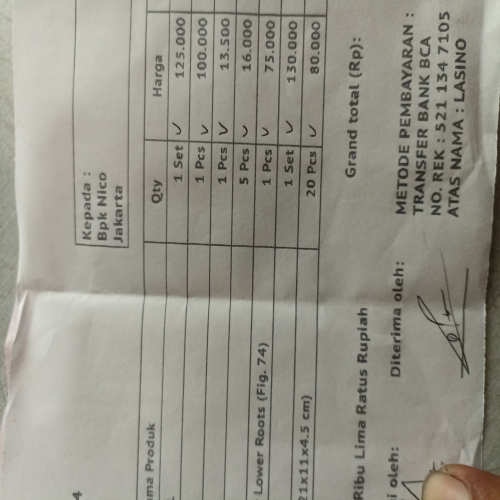 Kepada :
Bpk Nico
Jakarta
Produk Qty Harga
1 Set 125.000
1 Pcs 100.000
1 Pcs 13.500
5 Pcs 16.000
1 Pcs 75.000
Lower Roots (Fig. 74) 1 Set 130.000
21x11x4.5 cm) 20 Pcs 80.000
Grand total (Rp):
Ribu Lima Ratus Rupiah
METODE PEMBAYARAN :
TRANSFER BANK BCA
NO. REK : 521 134 7105
ATAS NAMA : LASINO
oleh: Diterima oleh: